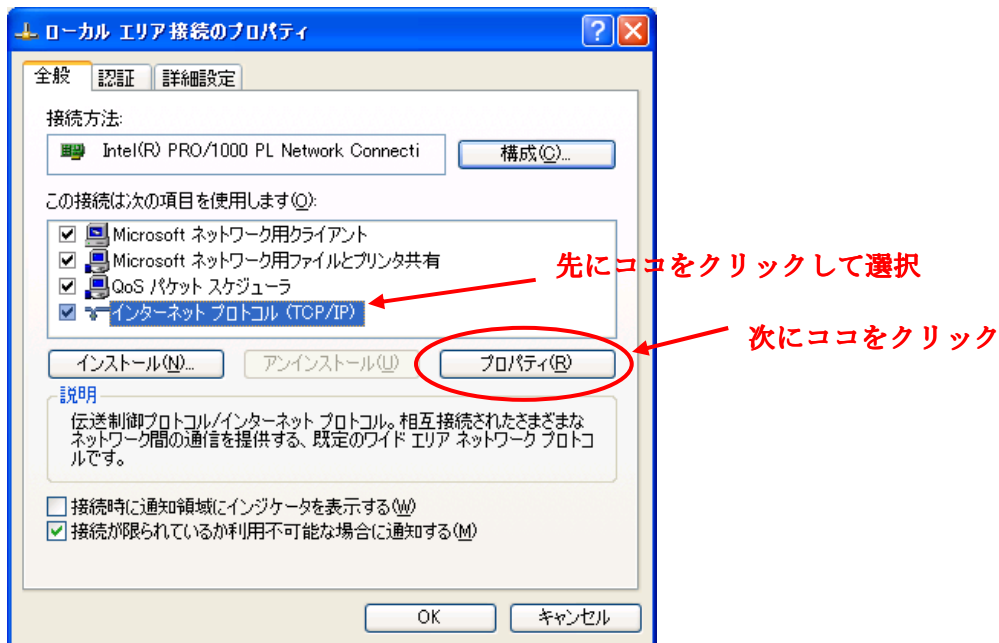 ローカル エリア接続のプロパティ
全般 認証 詳細設定
接続方法:
Intel(R) PRO/1000 PL Network Connecti 構成(C)...
この接続は次の項目を使用します(O):
Microsoft ネットワーク用クライアント
Microsoft ネットワーク用ファイルとプリンタ共有
QoS パケット スケジューラ
インターネット プロトコル (TCP/IP)
先にココをクリックして選択
次にココをクリック
インストール(N)... アンインストール(U) プロパティ(R)
説明
伝送制御プロトコル/インターネット プロトコル。相互接続されたさまざまな
ネットワーク間の通信を提供する、既定のワイド エリア ネットワーク プロトコ
ルです。
接続時に通知領域にインジケータを表示する(W)
接続が限られているか利用不可能な場合に通知する(M)
OK キャンセル